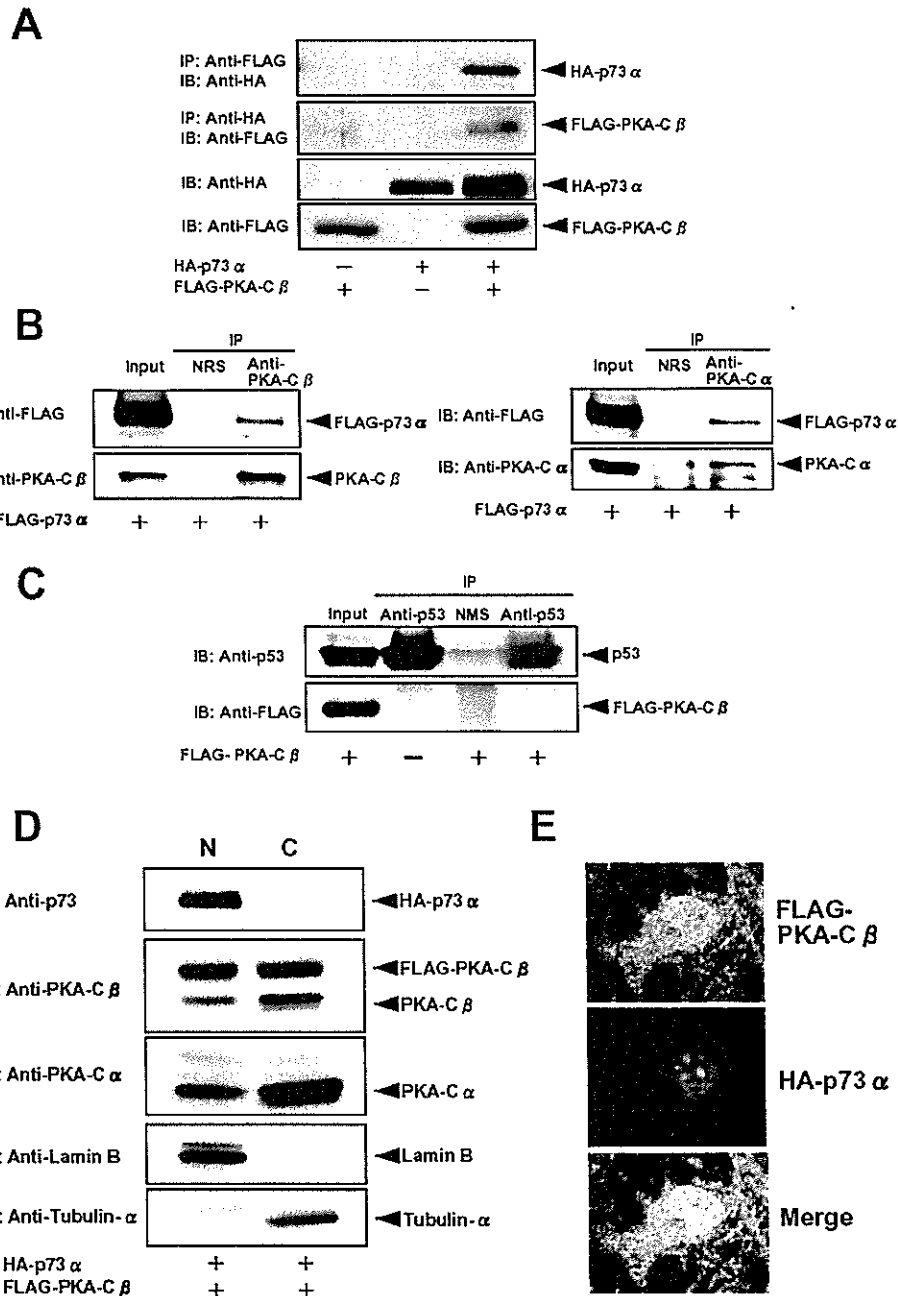 A
IP: Anti-FLAG
IB: Anti-HA
HA-p73 α
IP: Anti-HA
IB: Anti-FLAG
FLAG-PKA-C β
IB: Anti-HA
HA-p73 α
IB: Anti-FLAG
FLAG-PKA-C β
HA-p73 α − + +
FLAG-PKA-C β + − +
B
IP
Input NRS Anti-PKA-C β
nti-FLAG
FLAG-p73 α
nti-PKA-C β
PKA-C β
FLAG-p73 α + + +
IP
Input NRS Anti-PKA-C α
IB: Anti-FLAG
FLAG-p73 α
IB: Anti-PKA-C α
PKA-C α
FLAG-p73 α + + +
C
IP
Input Anti-p53 NMS Anti-p53
IB: Anti-p53
p53
IB: Anti-FLAG
FLAG-PKA-C β
FLAG- PKA-C β + − + +
D
N C
Anti-p73
HA-p73 α
: Anti-PKA-C β
FLAG-PKA-C β
PKA-C β
: Anti-PKA-C α
PKA-C α
: Anti-Lamin B
Lamin B
: Anti-Tubulin-α
Tubulin-α
HA-p73 α + +
FLAG-PKA-C β + +
E
FLAG-
PKA-C β
HA-p73 α
Merge